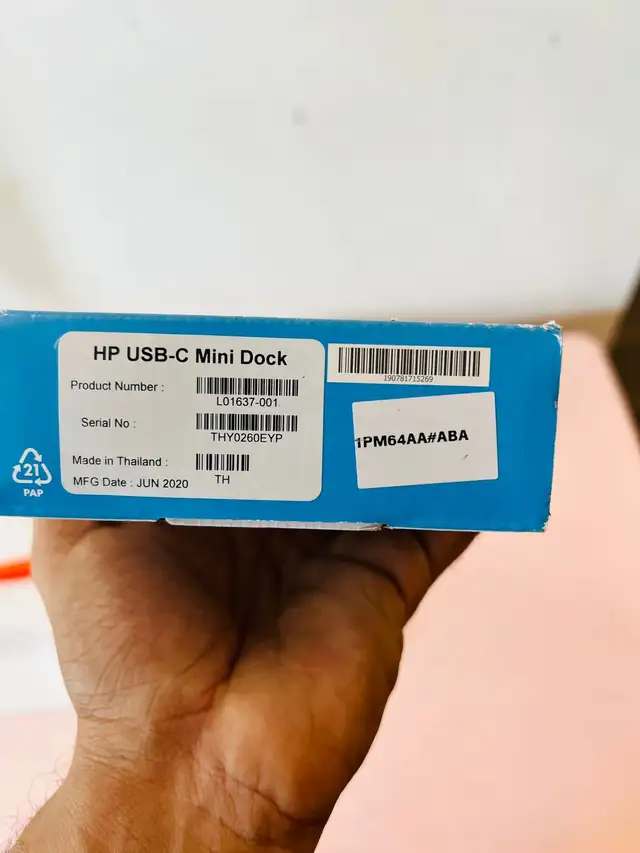 HP USB-C Mini Dock
Product Number :
L01637-001
Serial No :
THY0260EYP
Made in Thailand :
TH
MFG Date : JUN 2020
190781715269
1PM64AA#ABA
21
PAP